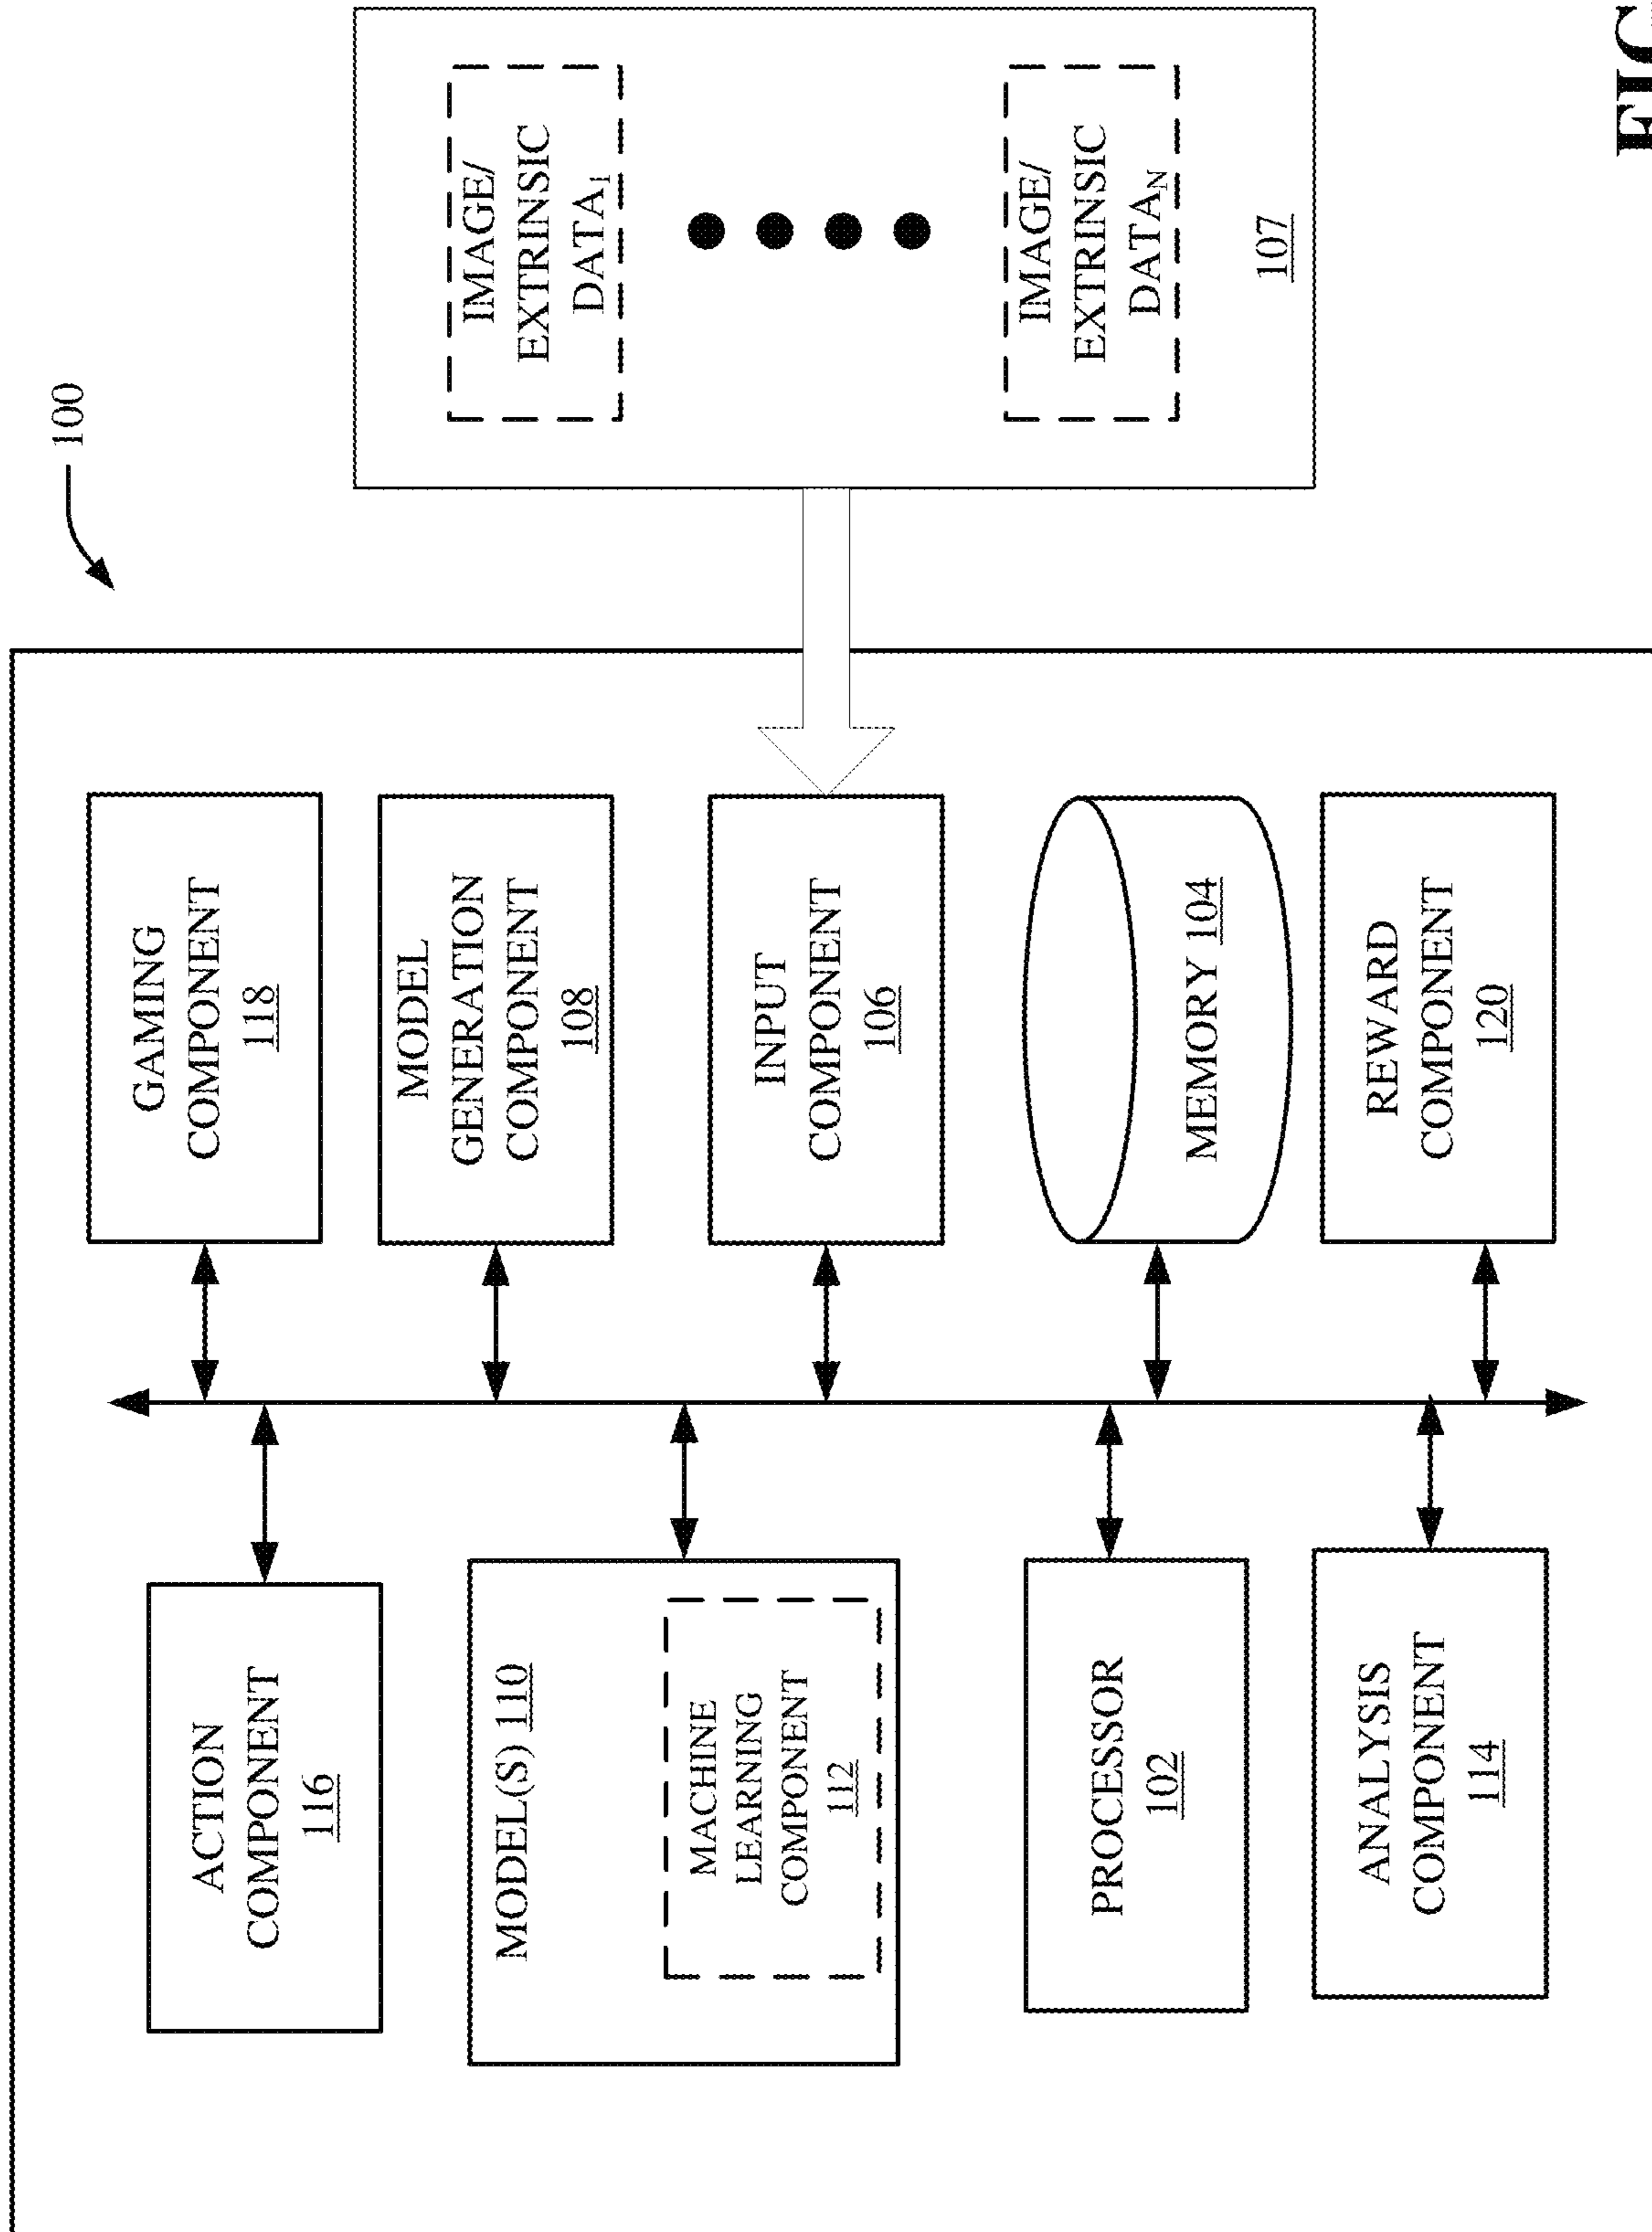 100
ACTION
COMPONENT
116
MODEL(S) 110
MACHINE
LEARNING
COMPONENT
112
PROCESSOR
102
ANALYSIS
COMPONENT
114
GAMING
COMPONENT
118
MODEL
GENERATION
COMPONENT
108
INPUT
COMPONENT
106
MEMORY 104
REWARD
COMPONENT
120
IMAGE/
EXTRINSIC
DATA1
IMAGE/
EXTRINSIC
DATAN
107